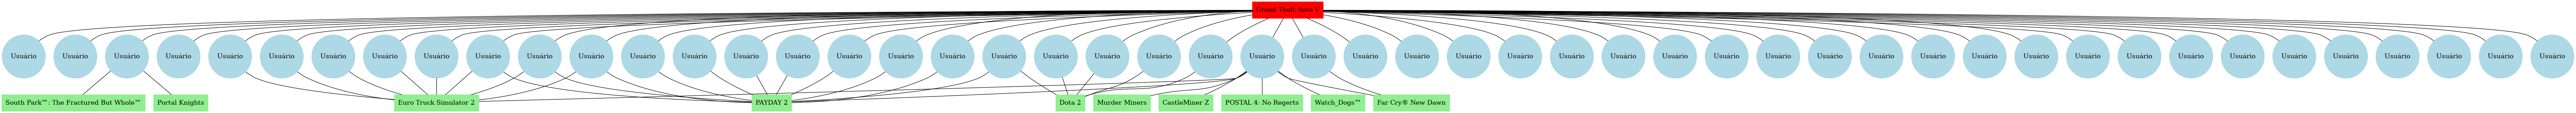 Grand Theft Auto V
Usuário Usuário Usuário Usuário Usuário Usuário Usuário Usuário Usuário Usuário Usuário Usuário Usuário Usuário Usuário Usuário Usuário Usuário Usuário Usuário Usuário Usuário Usuário Usuário Usuário Usuário Usuário Usuário Usuário Usuário Usuário Usuário Usuário Usuário Usuário Usuário Usuário Usuário Usuário Usuário Usuário Usuário Usuário Usuário Usuário Usuário Usuário Usuário Usuário Usuário
South Park™: The Fractured But Whole™ Portal Knights Euro Truck Simulator 2 PAYDAY 2 Dota 2 Murder Miners CastleMiner Z POSTAL 4: No Regerts Watch_Dogs™ Far Cry® New Dawn